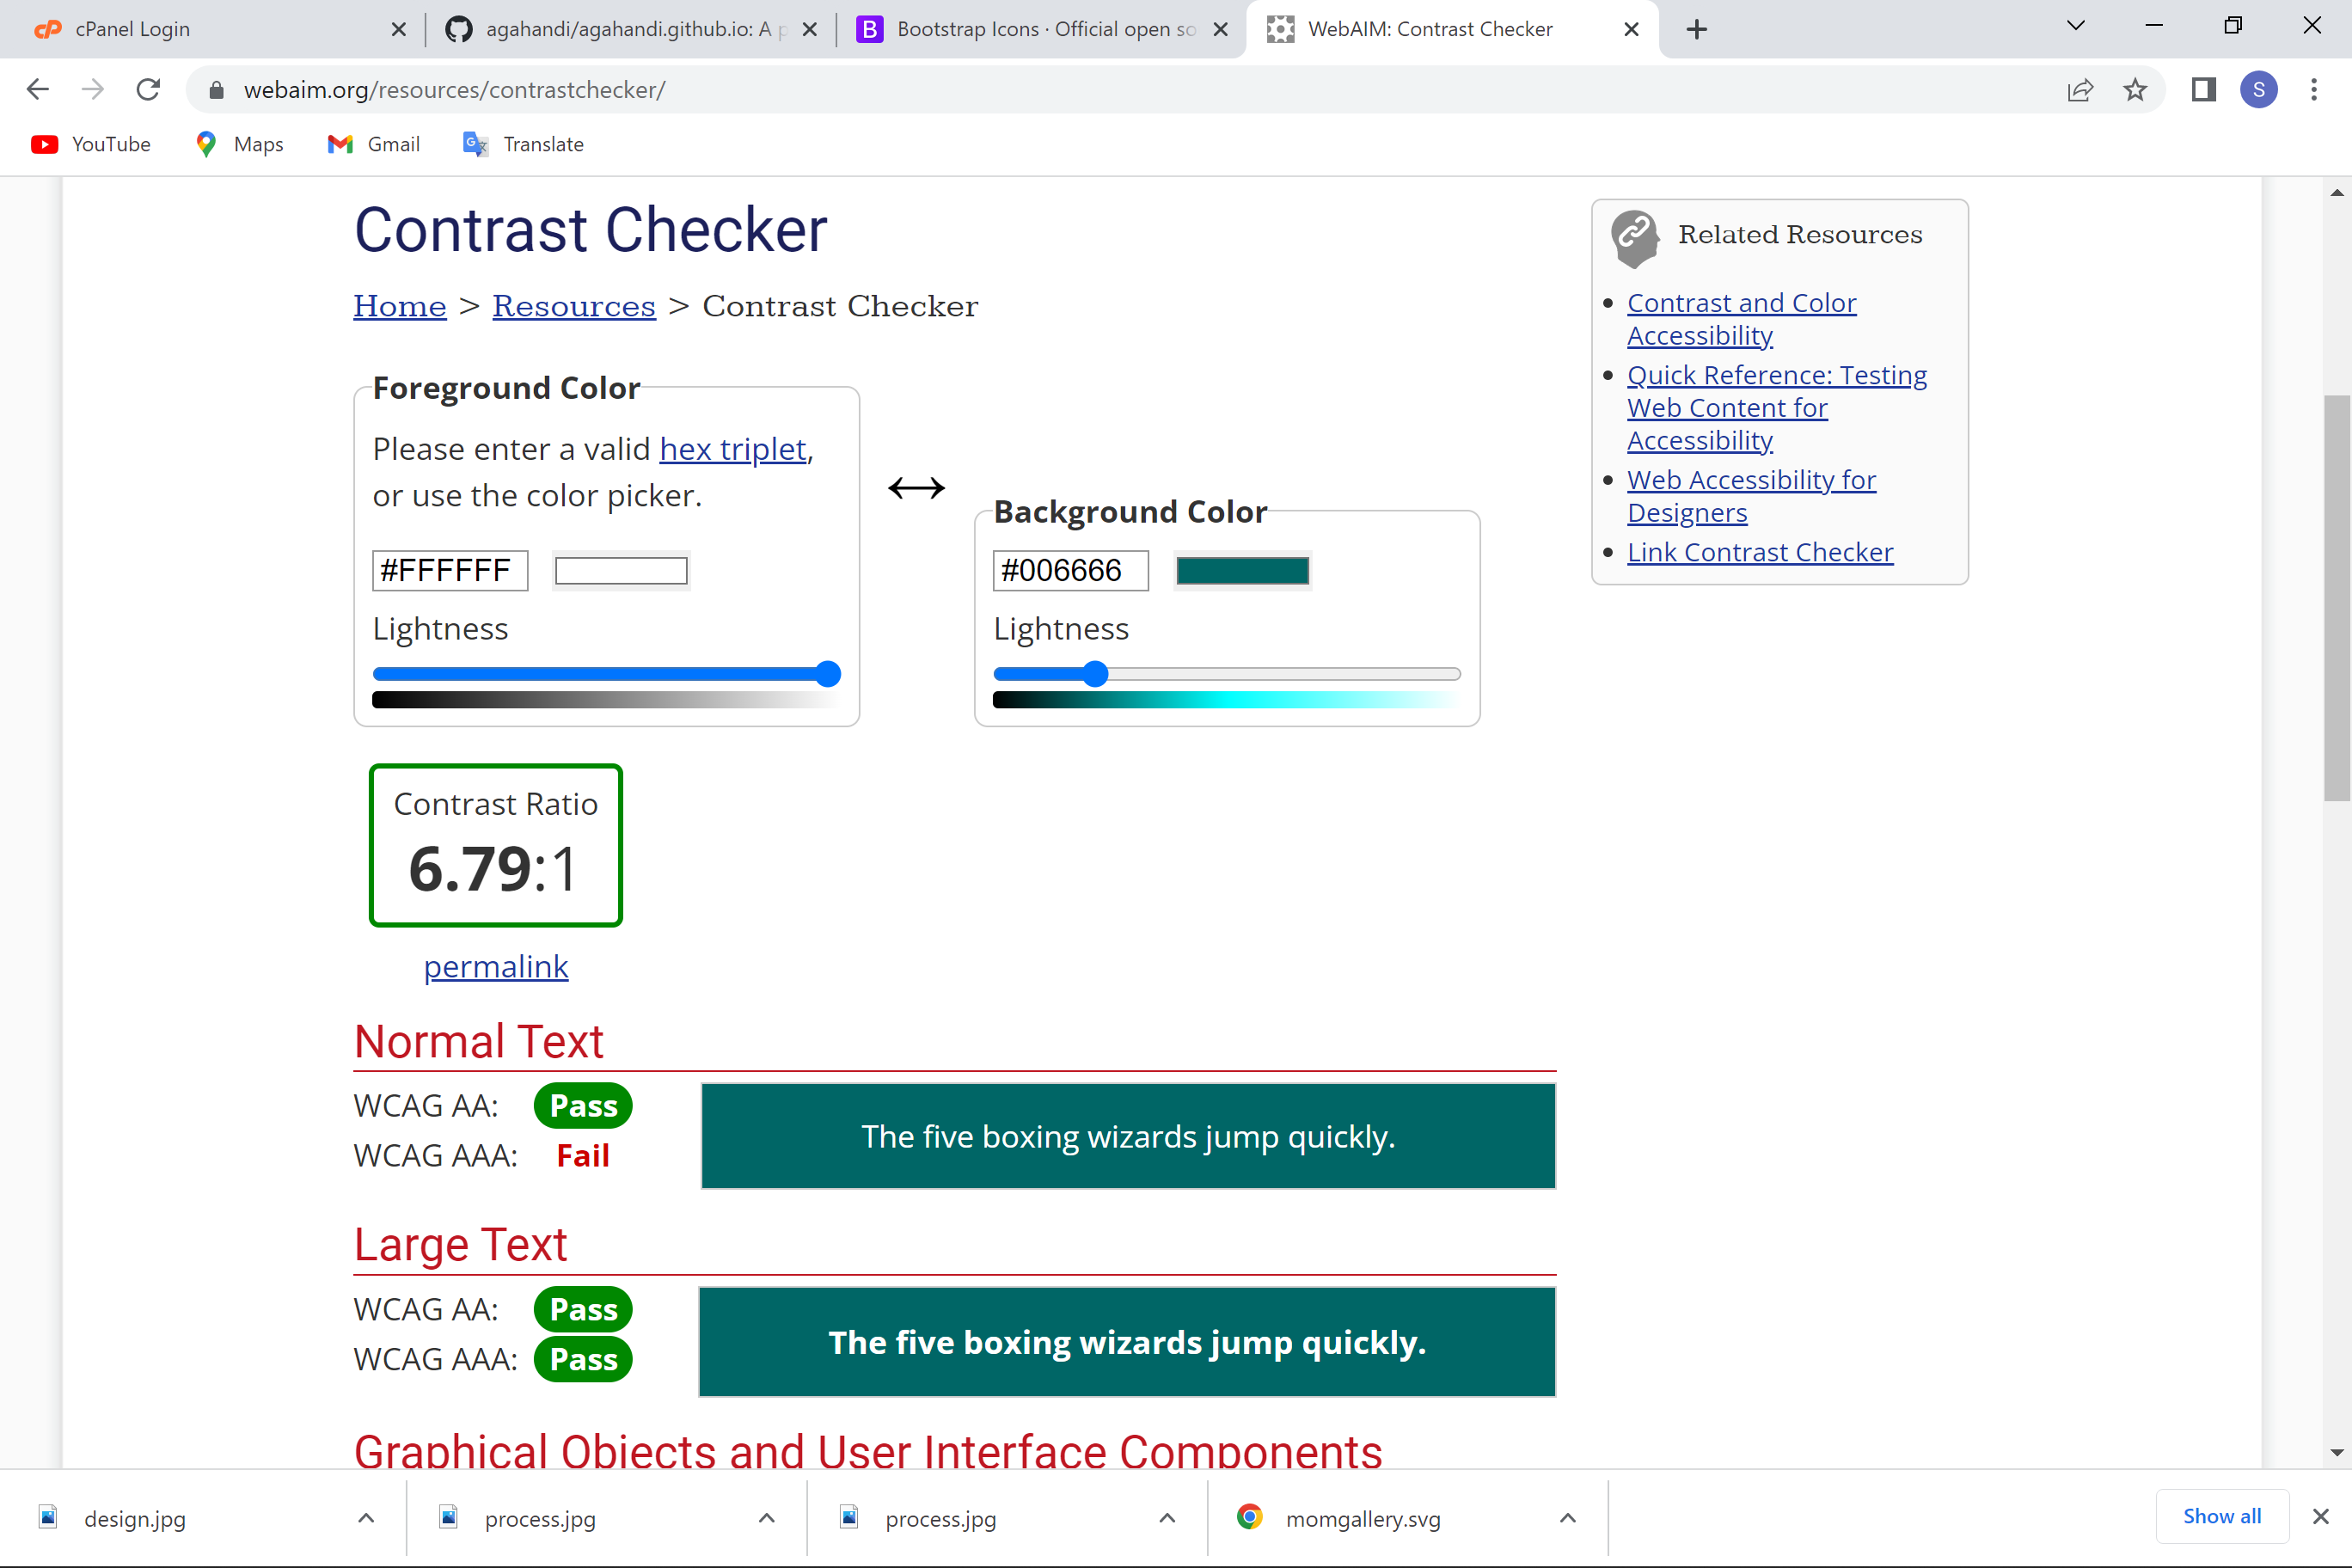 cPanel Login
agahandi/agahandi.github.io: A p
Bootstrap Icons · Official open so
WebAIM: Contrast Checker
webaim.org/resources/contrastchecker/
S
YouTube
Maps
Gmail
Translate
Contrast Checker
Home > Resources > Contrast Checker
Foreground Color
Please enter a valid hex triplet,
or use the color picker.
#FFFFFF
Lightness
Background Color
#006666
Lightness
Related Resources
Contrast and Color
Accessibility
Quick Reference: Testing
Web Content for
Accessibility
Web Accessibility for
Designers
Link Contrast Checker
Contrast Ratio
6.79:1
permalink
Normal Text
WCAG AA: Pass
WCAG AAA: Fail
The five boxing wizards jump quickly.
Large Text
WCAG AA: Pass
WCAG AAA: Pass
The five boxing wizards jump quickly.
Graphical Objects and User Interface Components
design.jpg
process.jpg
process.jpg
momgallery.svg
Show all